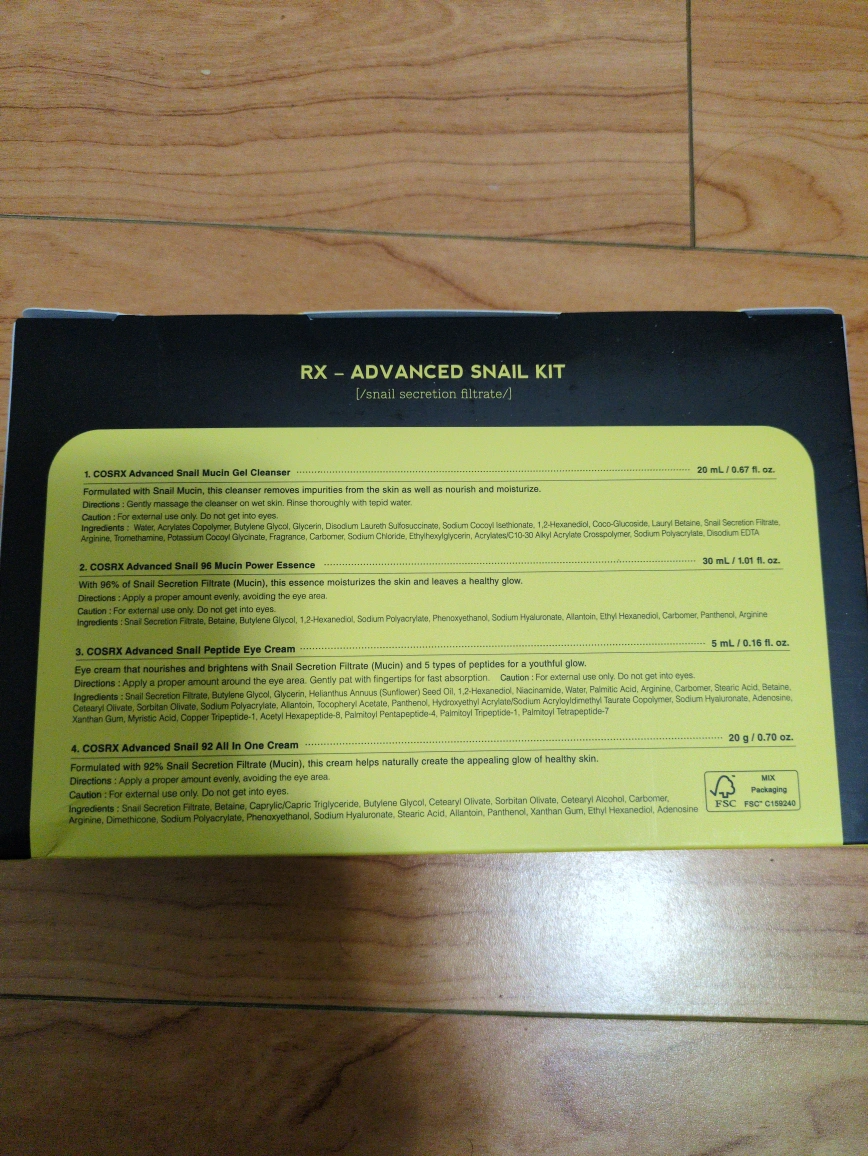 RX – ADVANCED SNAIL KIT
[/snail secretion filtrate/]
1. COSRX Advanced Snail Mucin Gel Cleanser 20 mL / 0.67 fl. oz.
Formulated with Snail Mucin, this cleanser removes impurities from the skin as well as nourish and moisturize.
Directions : Gently massage the cleanser on wet skin. Rinse thoroughly with tepid water.
Caution : For external use only. Do not get into eyes.
Ingredients : Water, Acrylates Copolymer, Butylene Glycol, Glycerin, Disodium Laureth Sulfosuccinate, Sodium Cocoyl Isethionate, 1,2-Hexanediol, Coco-Glucoside, Lauryl Betaine, Snail Secretion Filtrate,
Arginine, Tromethamine, Potassium Cocoyl Glycinate, Fragrance, Carbomer, Sodium Chloride, Ethylhexylglycerin, Acrylates/C10-30 Alkyl Acrylate Crosspolymer, Sodium Polyacrylate, Disodium EDTA
2. COSRX Advanced Snail 96 Mucin Power Essence 30 mL / 1.01 fl. oz.
With 96% of Snail Secretion Filtrate (Mucin), this essence moisturizes the skin and leaves a healthy glow.
Directions : Apply a proper amount evenly, avoiding the eye area.
Caution : For external use only. Do not get into eyes.
Ingredients : Snail Secretion Filtrate, Betaine, Butylene Glycol, 1,2-Hexanediol, Sodium Polyacrylate, Phenoxyethanol, Sodium Hyaluronate, Allantoin, Ethyl Hexanediol, Carbomer, Panthenol, Arginine
3. COSRX Advanced Snail Peptide Eye Cream 5 mL / 0.16 fl. oz.
Eye cream that nourishes and brightens with Snail Secretion Filtrate (Mucin) and 5 types of peptides for a youthful glow.
Directions : Apply a proper amount around the eye area. Gently pat with fingertips for fast absorption. Caution : For external use only. Do not get into eyes.
Ingredients : Snail Secretion Filtrate, Butylene Glycol, Glycerin, Helianthus Annuus (Sunflower) Seed Oil, 1,2-Hexanediol, Niacinamide, Water, Palmitic Acid, Arginine, Carbomer, Stearic Acid, Betaine,
Cetearyl Olivate, Sorbitan Olivate, Sodium Polyacrylate, Allantoin, Tocopheryl Acetate, Panthenol, Hydroxyethyl Acrylate/Sodium Acryloyldimethyl Taurate Copolymer, Sodium Hyaluronate, Adenosine,
Xanthan Gum, Myristic Acid, Copper Tripeptide-1, Acetyl Hexapeptide-8, Palmitoyl Pentapeptide-4, Palmitoyl Tripeptide-1, Palmitoyl Tetrapeptide-7
4. COSRX Advanced Snail 92 All In One Cream 20 g / 0.70 oz.
Formulated with 92% Snail Secretion Filtrate (Mucin), this cream helps naturally create the appealing glow of healthy skin.
Directions : Apply a proper amount evenly, avoiding the eye area.
Caution : For external use only. Do not get into eyes.
Ingredients : Snail Secretion Filtrate, Betaine, Caprylic/Capric Triglyceride, Butylene Glycol, Cetearyl Olivate, Sorbitan Olivate, Cetearyl Alcohol, Carbomer,
Arginine, Dimethicone, Sodium Polyacrylate, Phenoxyethanol, Sodium Hyaluronate, Stearic Acid, Allantoin, Panthenol, Xanthan Gum, Ethyl Hexanediol, Adenosine
MIX
Packaging
FSC FSC™ C159240